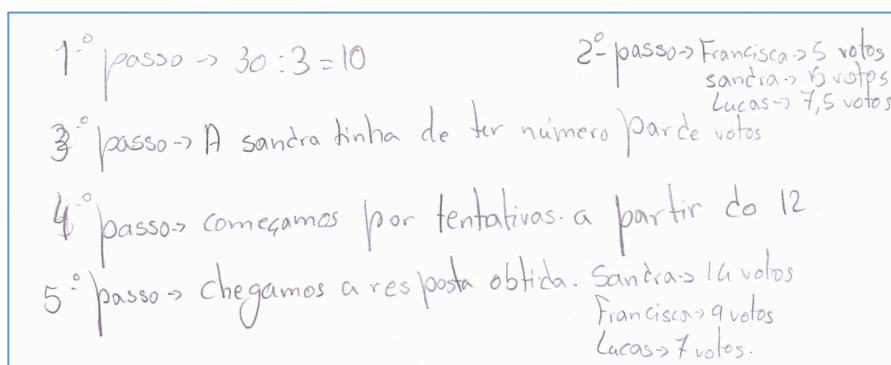 1.º passo → 30 : 3 = 10
2º passo → Francisca → 5 votos
sandra → 15 votos
Lucas → 7,5 votos
3.º passo → A sandra tinha de ter número par de votos
4.º passo → começamos por tentativas. a partir do 12
5.º passo → chegamos a resposta obtida. Sandra → 14 votos
Francisca → 9 votos
Lucas → 7 votos.